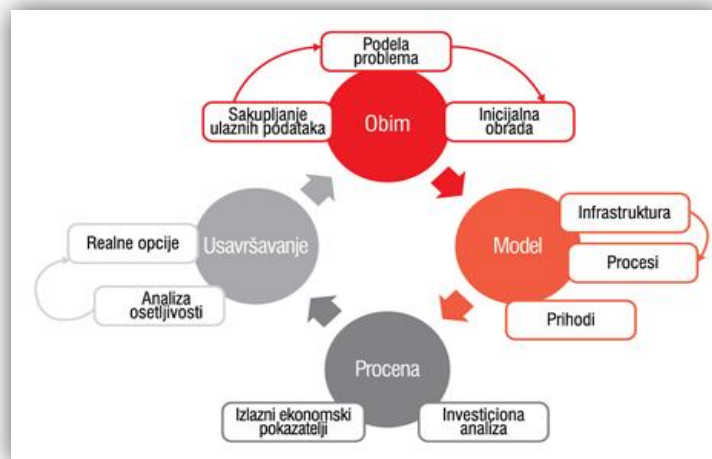 Podela
problema
Sakupljanje
ulaznih podataka
Obim
Inicijalna
obrada
Infrastruktura
Model
Procesi
Prihodi
Realne opcije
Usavršavanje
Analiza
osetljivosti
Procena
Izlazni ekonomski
pokazatelji
Investiciona
analiza